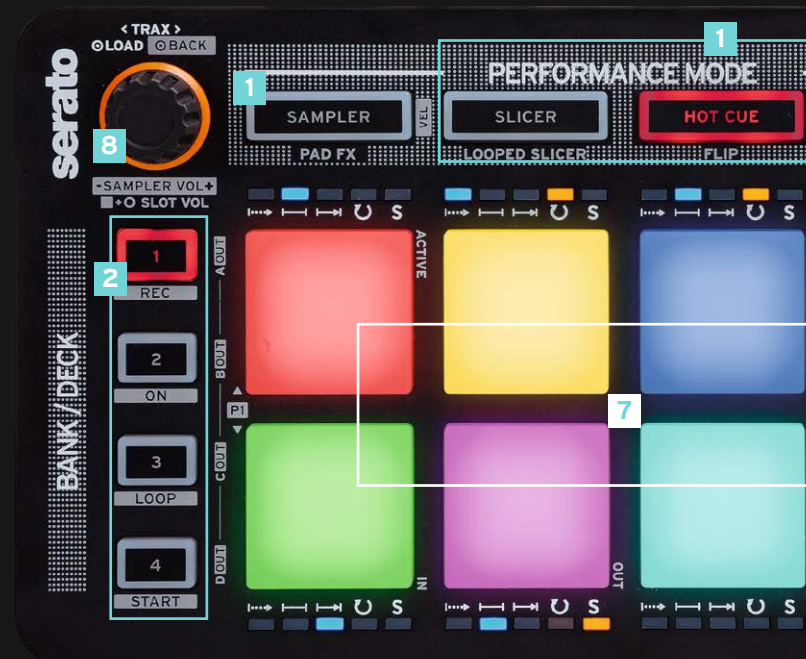 < TRAX >
LOAD BACK
serato
8
-SAMPLER VOL+
+ SLOT VOL
1
PERFORMANCE MODE
1
SAMPLER
VEL
SLICER
HOT CUE
PAD FX
LOOPED SLICER
FLIP
S
S
S
BANK / DECK
2
1
REC
2
ON
3
LOOP
4
START
A OUT
B OUT
P1
C OUT
D OUT
ACTIVE
7
IN
OUT
S
S
S